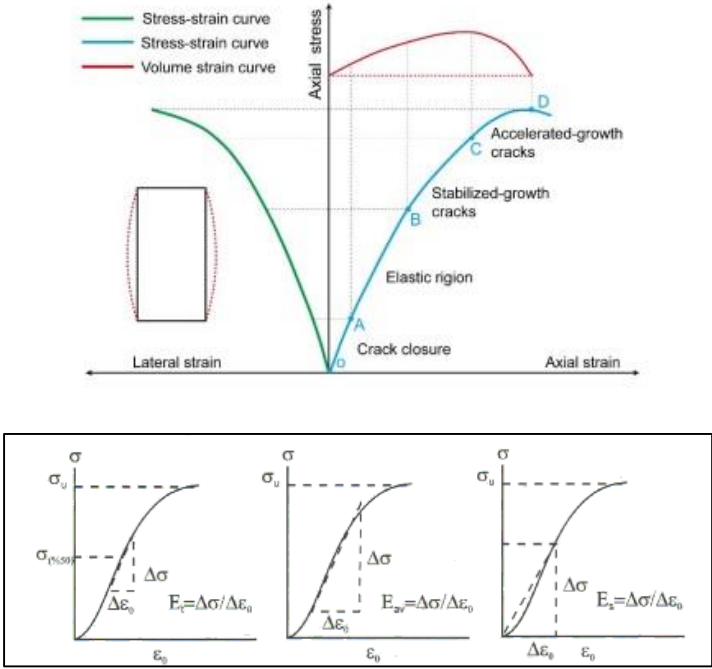 Stress-strain curve
Stress-strain curve
Volume strain curve
Axial stress
D
Accelerated-growth
cracks
C
Stabilized-growth
cracks
B
Elastic rigion
A
Crack closure
o
Lateral strain
Axial strain
σ
σu
σt(%50)
Δσ
Δε0
Et=Δσ/Δε0
ε0
σ
σu
Δσ
Δε0
Eav=Δσ/Δε0
ε0
σ
σu
Δσ
Es=Δσ/Δε0
Δε0
ε0